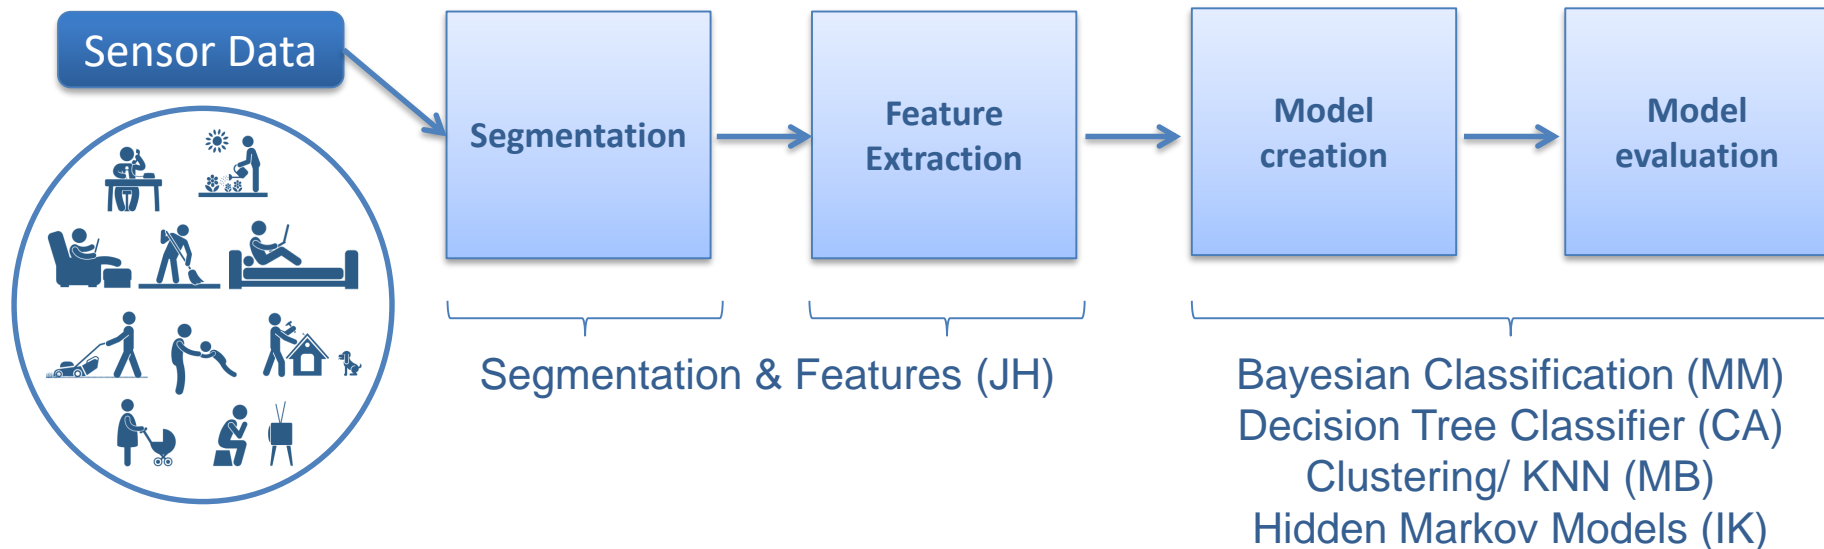 Sensor Data
Segmentation
Feature
Extraction
Model
creation
Model
evaluation
Segmentation & Features (JH)
Bayesian Classification (MM)
Decision Tree Classifier (CA)
Clustering/ KNN (MB)
Hidden Markov Models (IK)